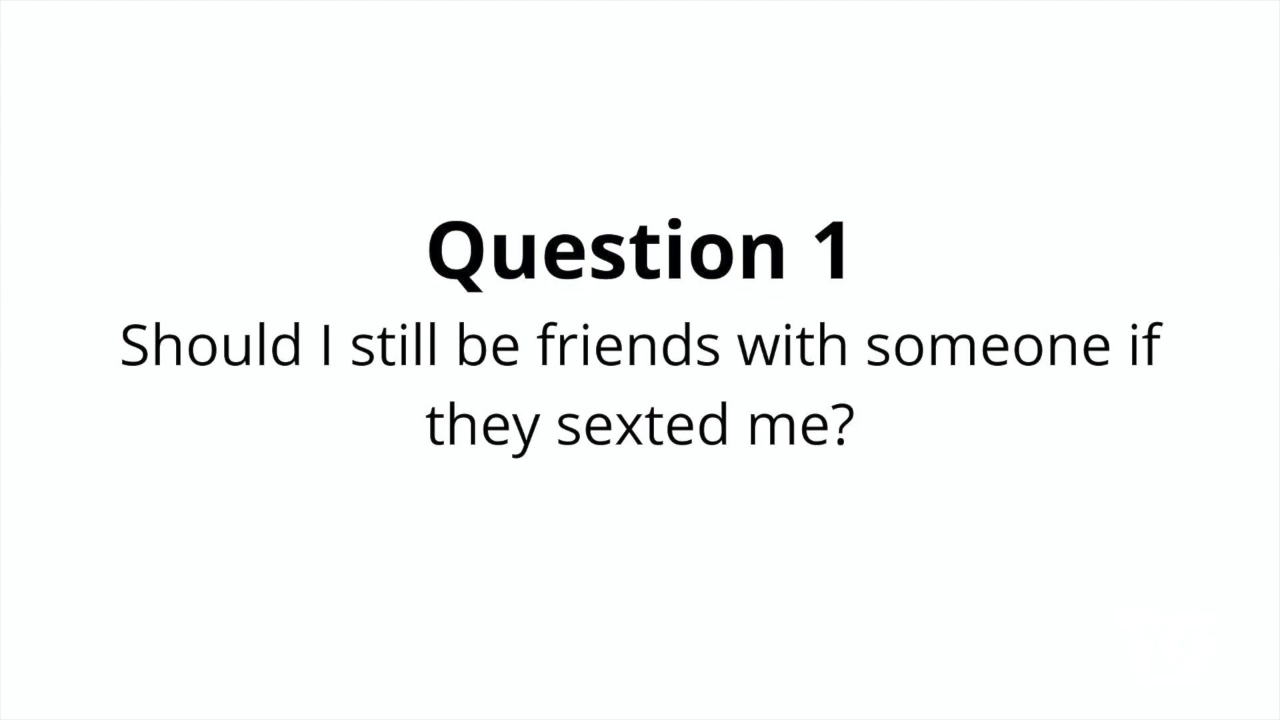 Question 1
Should I still be friends with someone if
they sexted me?